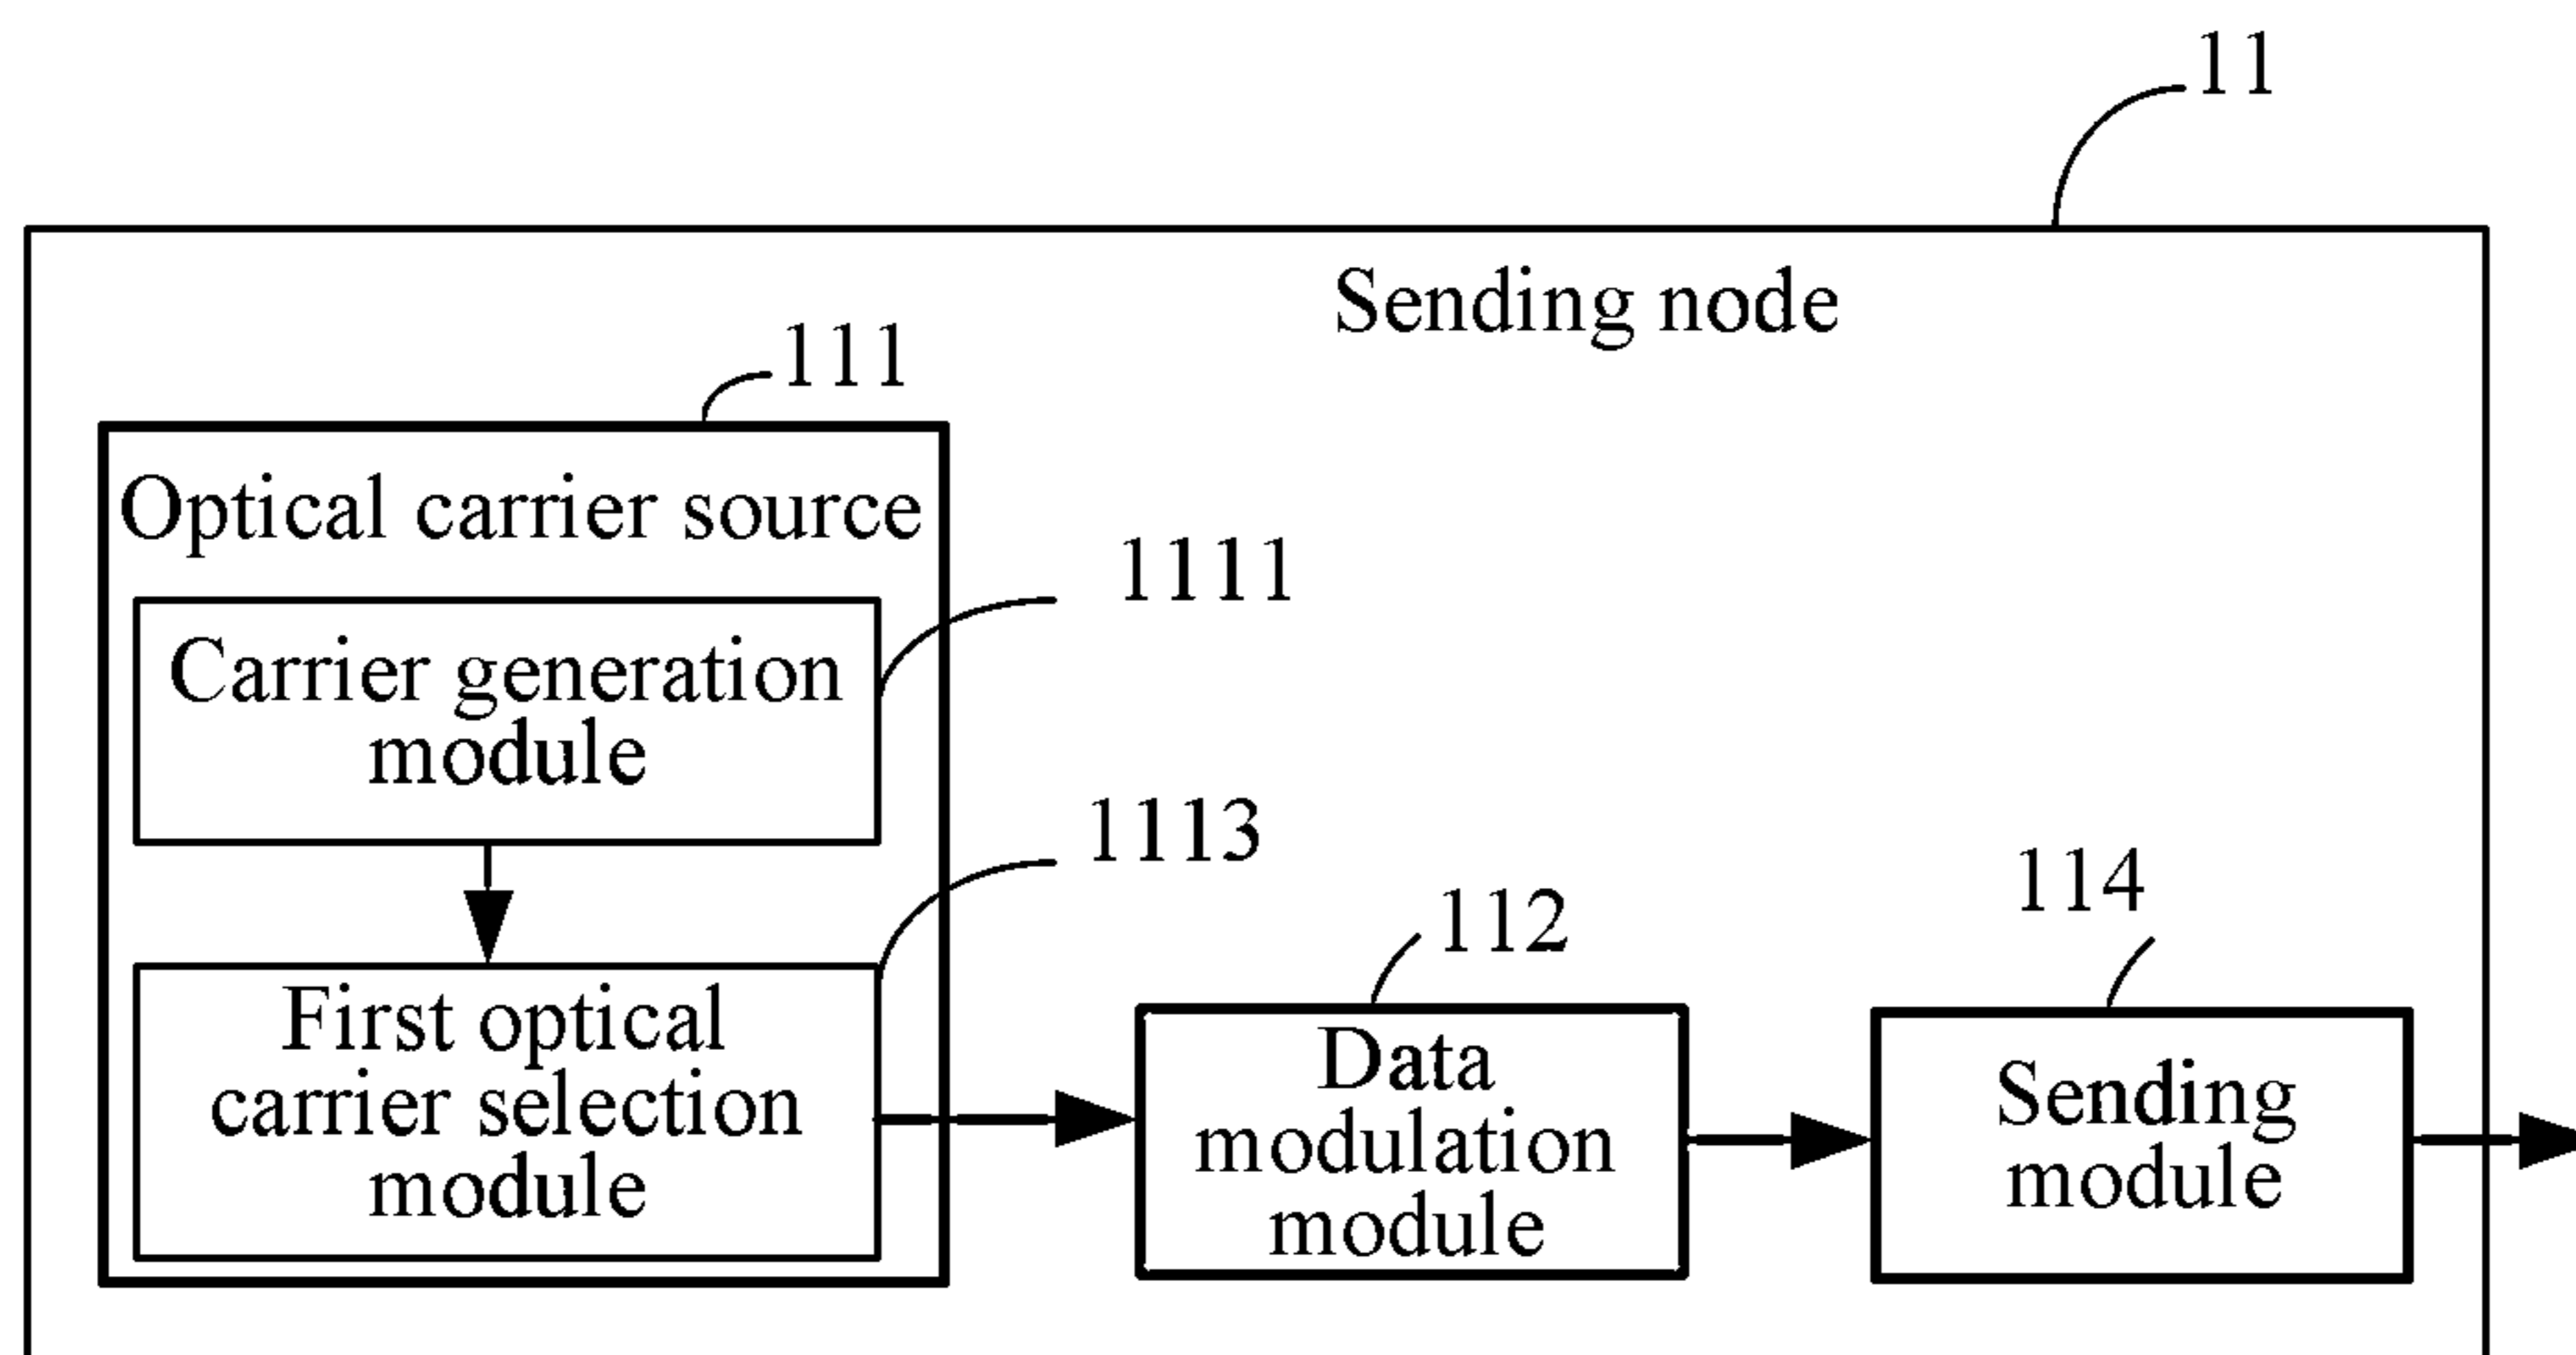 11
Sending node
111
Optical carrier source
1111
Carrier generation
module
1113
First optical
carrier selection
module
112
Data
modulation
module
114
Sending
module